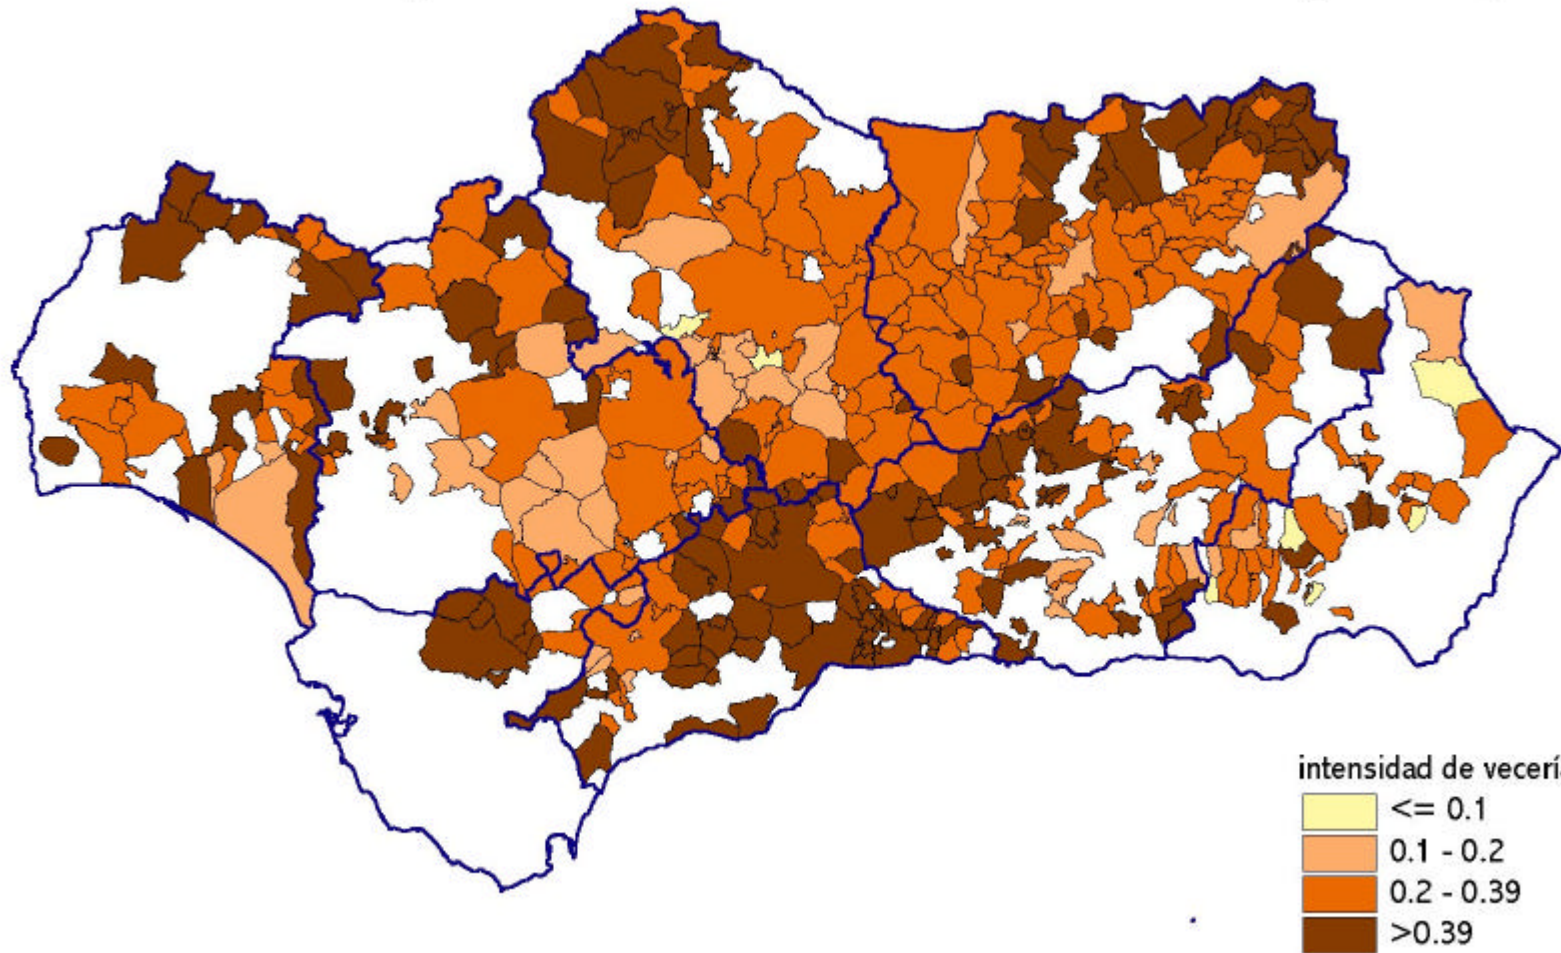 intensidad de vecerí
<= 0.1
0.1 - 0.2
0.2 - 0.39
>0.39